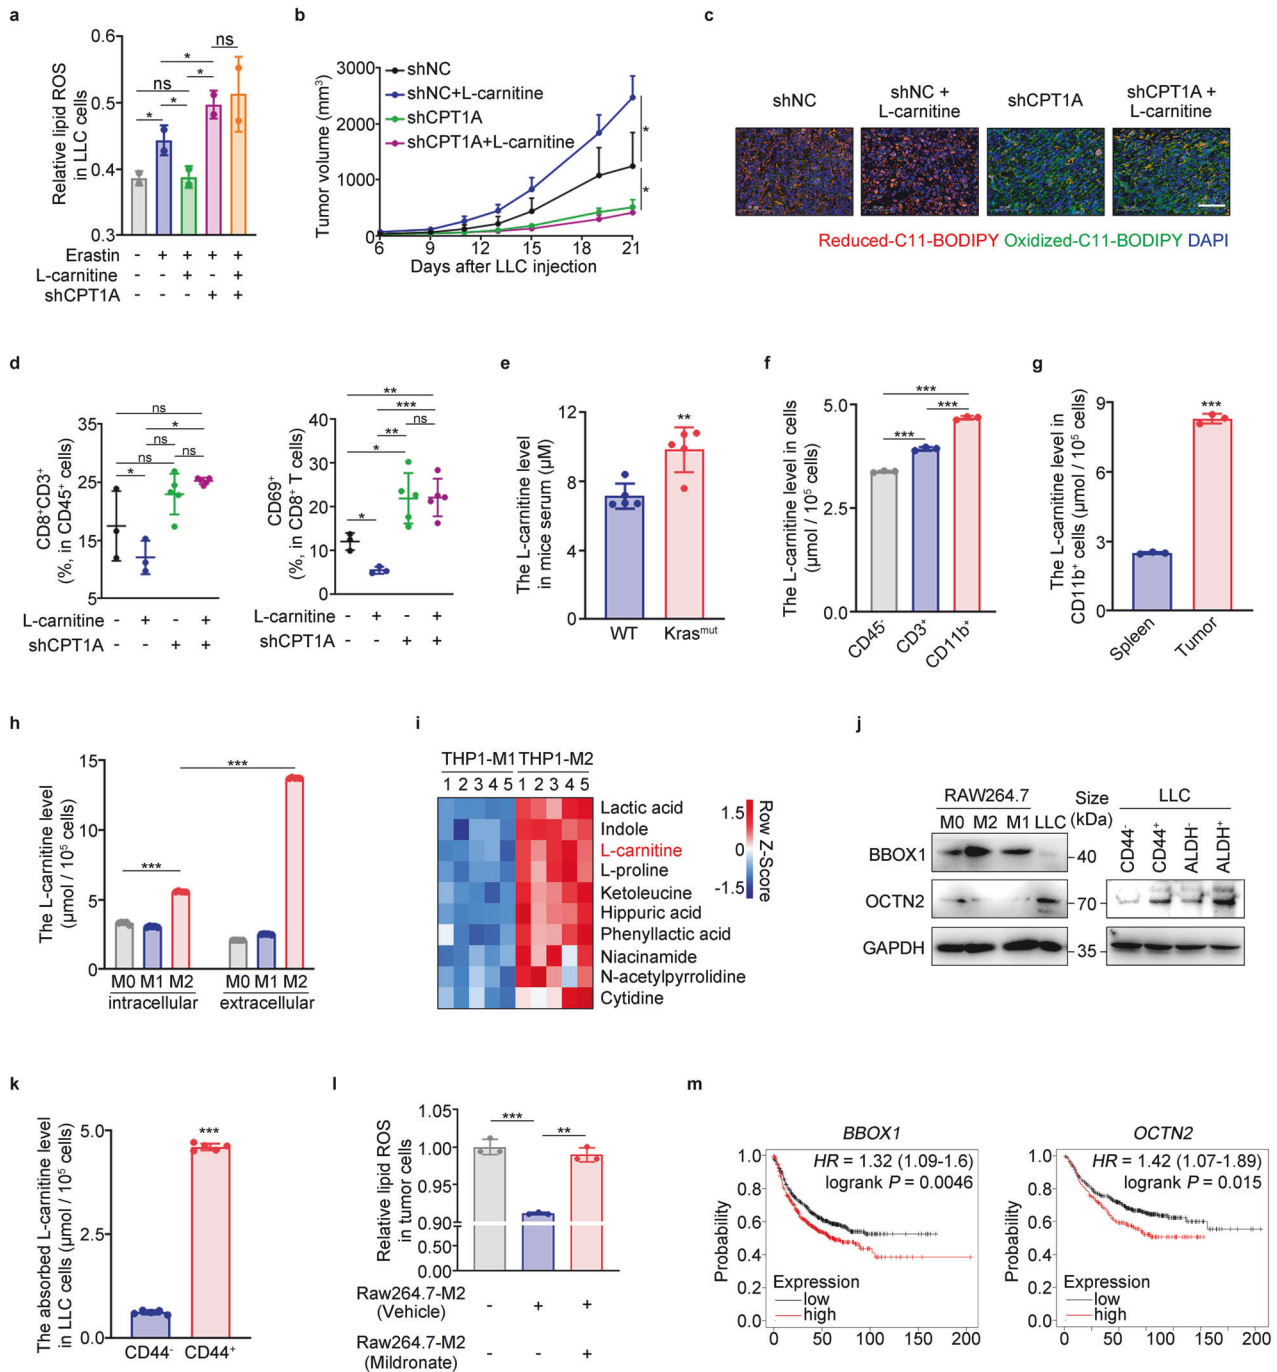 a
Relative lipid ROS
in LLC cells
0.6
0.5
0.4
0.3
* * ns * * ns
Erastin - + + + +
L-carnitine - - + - +
shCPT1A - - - + +
b
Tumor volume (mm³)
3000
2000
1000
0
shNC
shNC+L-carnitine
shCPT1A
shCPT1A+L-carnitine
*
*
6 9 12 15 18 21
Days after LLC injection
c
shNC
shNC +
L-carnitine
shCPT1A
shCPT1A +
L-carnitine
Reduced-C11-BODIPY Oxidized-C11-BODIPY DAPI
d
CD8⁺CD3⁺
(%, in CD45⁺ cells)
35
25
15
5
ns
*
ns
ns ns
*
L-carnitine - + - +
shCPT1A - - + +
CD69⁺
(%, in CD8⁺ T cells)
40
30
20
10
0
**
***
ns
**
*
*
L-carnitine - + - +
shCPT1A - - + +
e
The L-carnitine level
in mice serum (µM)
12
8
4
0
**
WT Krasᵐᵘᵗ
f
The L-carnitine level in cells
(µmol / 10⁵ cells)
5.0
2.5
0
***
***
***
CD45⁻ CD3⁺ CD11b⁺
g
The L-carnitine level in
CD11b⁺ cells (µmol / 10⁵ cells)
9
6
3
0
***
Spleen Tumor
h
The L-carnitine level
(µmol / 10⁵ cells)
15
10
5
0
***
***
M0 M1 M2 M0 M1 M2
intracellular extracellular
i
THP1-M1 THP1-M2
1 2 3 4 5 1 2 3 4 5
Lactic acid
Indole
L-carnitine
L-proline
Ketoleucine
Hippuric acid
Phenyllactic acid
Niacinamide
N-acetylpyrrolidine
Cytidine
1.5
0
-1.5
Row Z-Score
j
RAW264.7
M0 M2 M1 LLC
Size
(kDa)
LLC
CD44⁻ CD44⁺ ALDH⁻ ALDH⁺
BBOX1 40
OCTN2 70
GAPDH 35
k
The absorbed L-carnitine level
in LLC cells (µmol / 10⁵ cells)
5.0
2.5
0.0
***
CD44⁻ CD44⁺
l
Relative lipid ROS
in tumor cells
1.05
1.00
0.95
0.90
0.50
0.00
*** **
Raw264.7-M2
(Vehicle) - + +
Raw264.7-M2
(Mildronate) - - +
m
BBOX1
HR = 1.32 (1.09-1.6)
logrank P = 0.0046
Probability
1.0
0.8
0.6
0.4
0.2
0.0
Expression
low
high
0 50 100 150 200
OCTN2
HR = 1.42 (1.07-1.89)
logrank P = 0.015
Probability
1.0
0.8
0.6
0.4
0.2
0.0
Expression
low
high
0 50 100 150 200